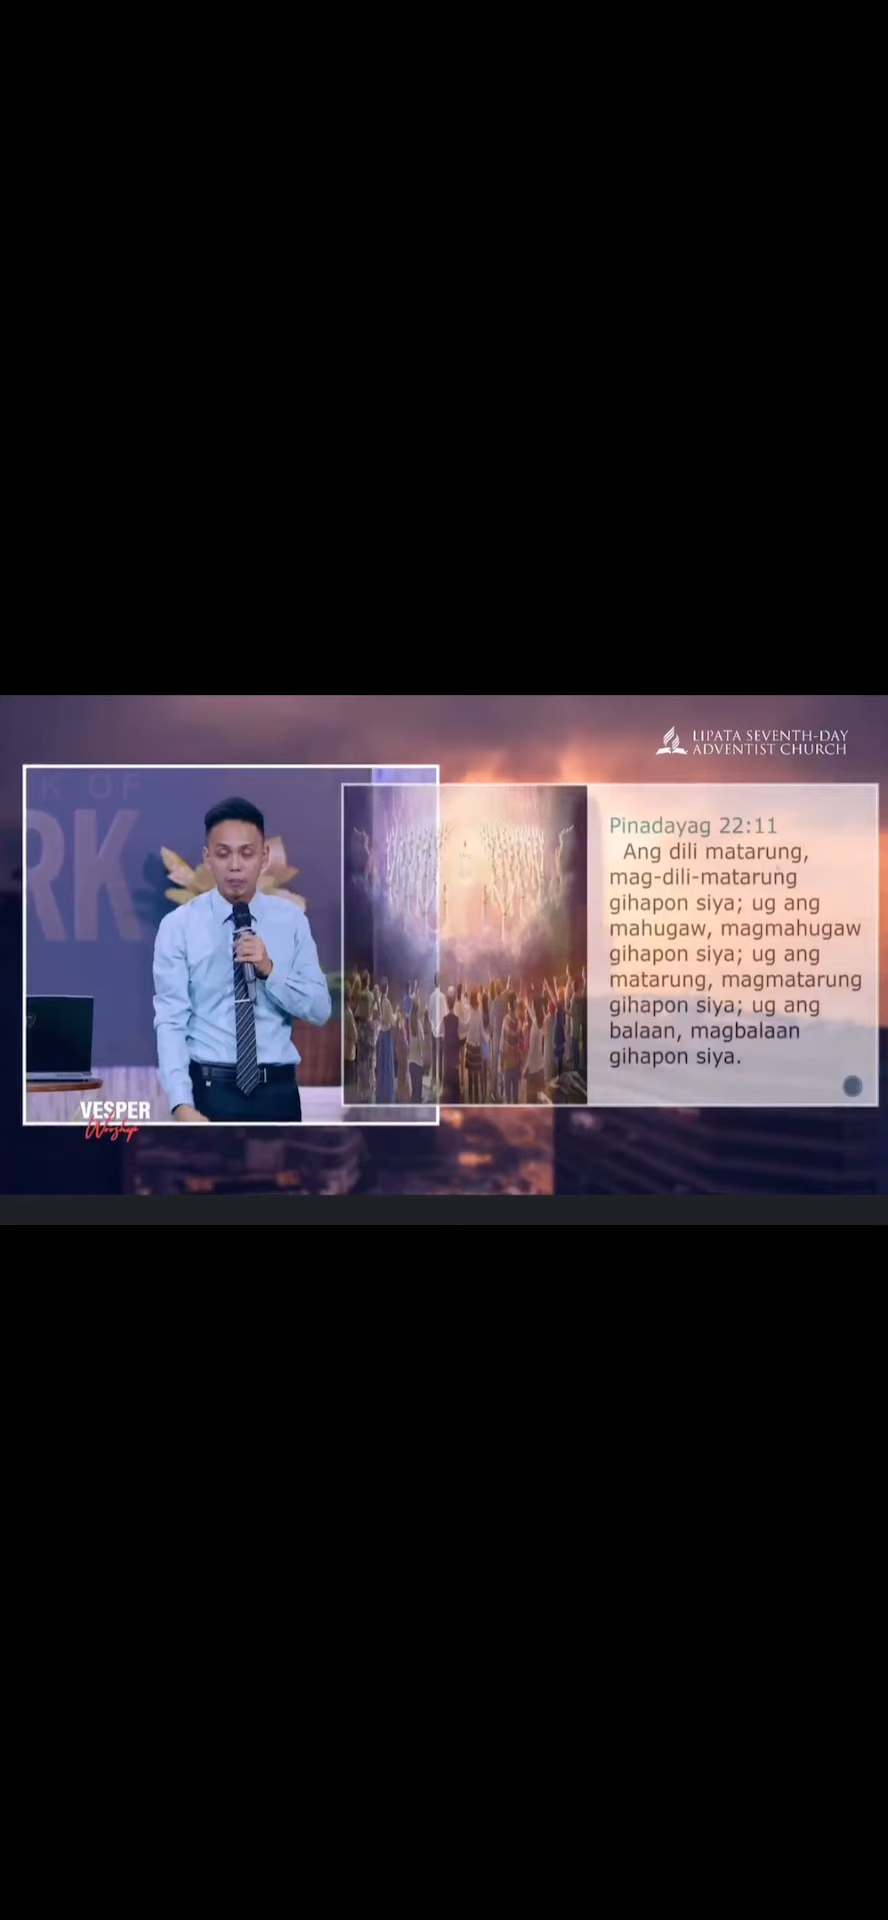 LIPATA SEVENTH-DAY
ADVENTIST CHURCH
K OF
RK
Pinadayag 22:11
Ang dili matarung,
mag-dili-matarung
gihapon siya; ug ang
mahugaw, magmahugaw
gihapon siya; ug ang
matarung, magmatarung
gihapon siya; ug ang
balaan, magbalaan
gihapon siya.
VESPER
Worship